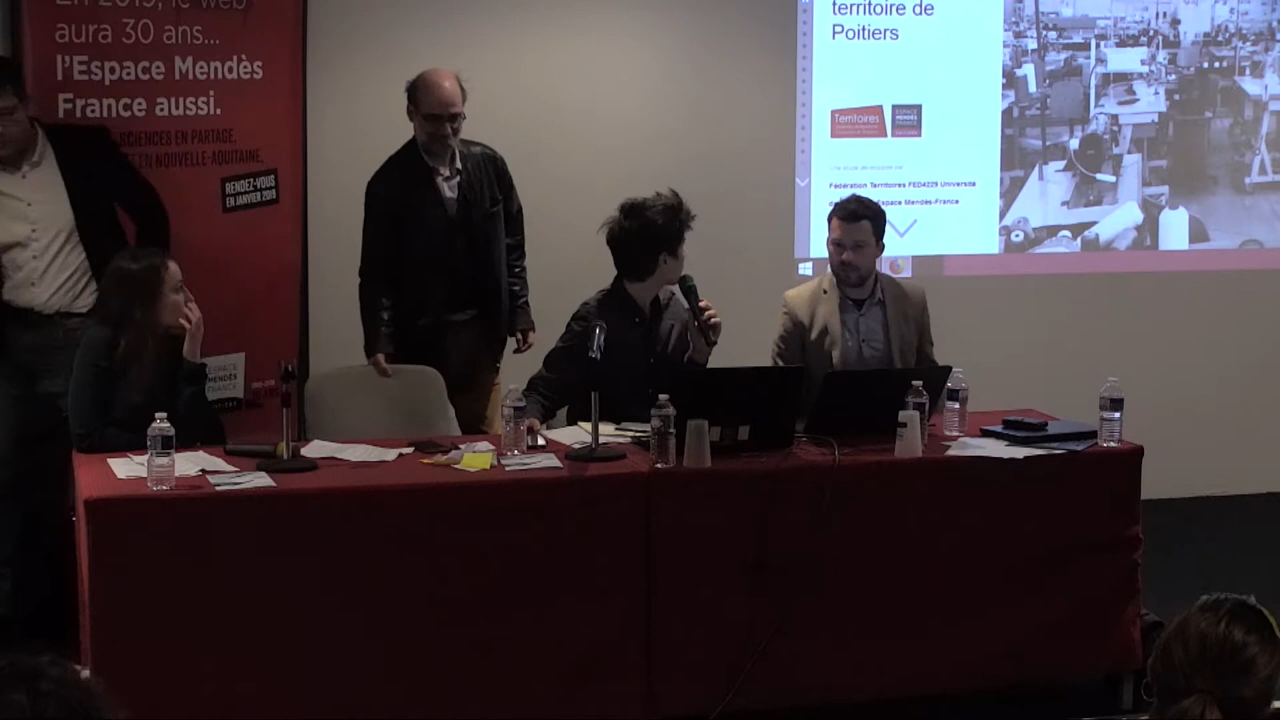 En 2019, le web
aura 30 ans...
l'Espace Mendès
France aussi.
SCIENCES EN PARTAGE,
EN NOUVELLE-AQUITAINE,
RENDEZ-VOUS
EN JANVIER 2019
ESPACE
MENDÈS
FRANCE
territoire de
Poitiers
Territoires
ESPACE
MENDÈS
FRANCE
Fédération Territoires FED4229 Université
Espace Mendès-France